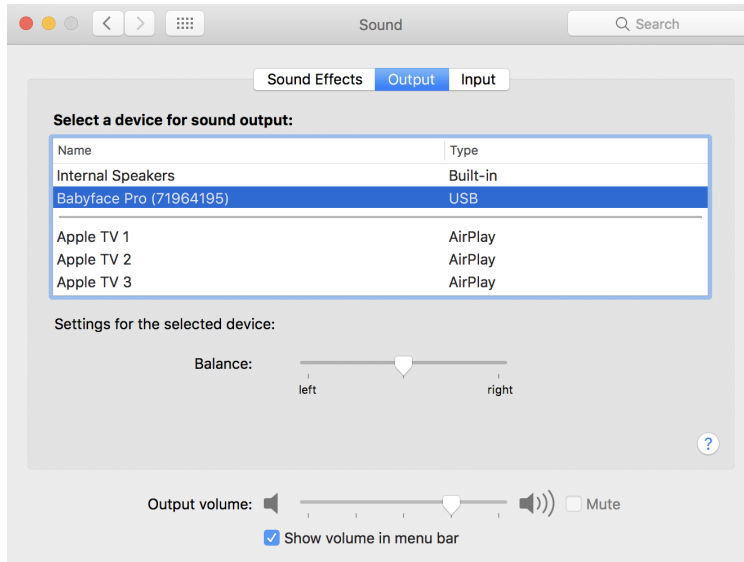 Sound
Search
Sound Effects Output Input
Select a device for sound output:
Name Type
Internal Speakers Built-in
Babyface Pro (71964195) USB
Apple TV 1 AirPlay
Apple TV 2 AirPlay
Apple TV 3 AirPlay
Settings for the selected device:
Balance:
left right
?
Output volume: Mute
Show volume in menu bar